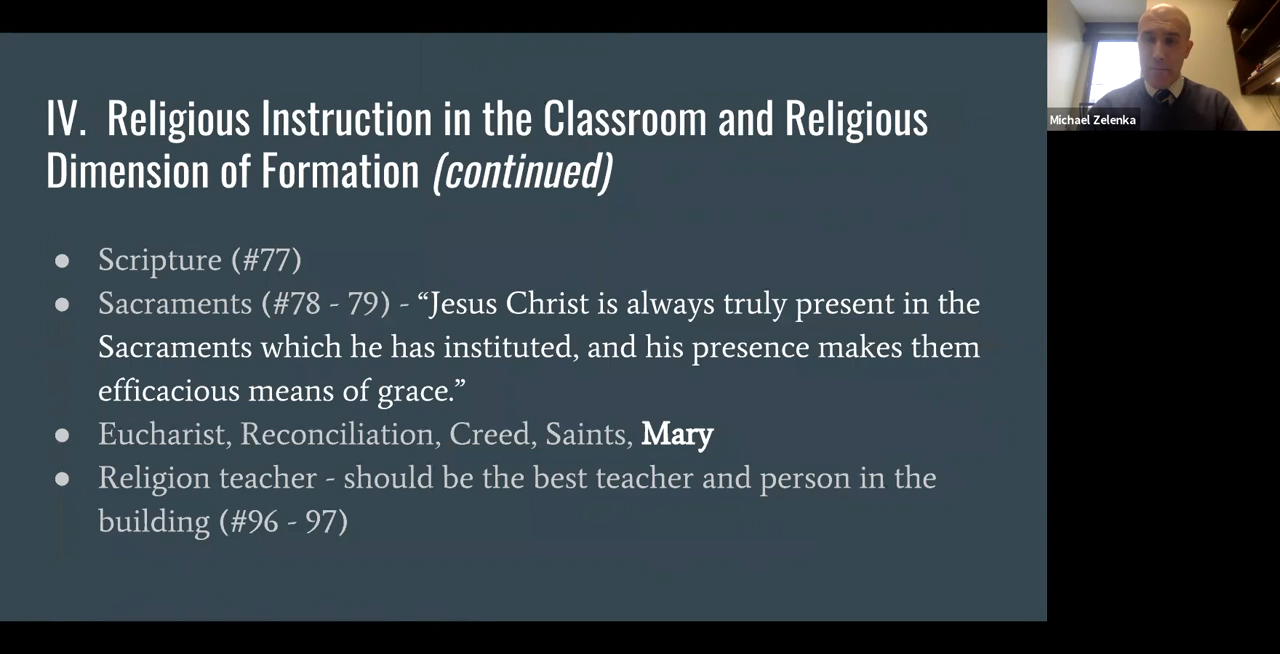 IV. Religious Instruction in the Classroom and Religious
Dimension of Formation (continued)
● Scripture (#77)
● Sacraments (#78 - 79) - “Jesus Christ is always truly present in the
Sacraments which he has instituted, and his presence makes them
efficacious means of grace.”
● Eucharist, Reconciliation, Creed, Saints, Mary
● Religion teacher - should be the best teacher and person in the
building (#96 - 97)
Michael Zelenka